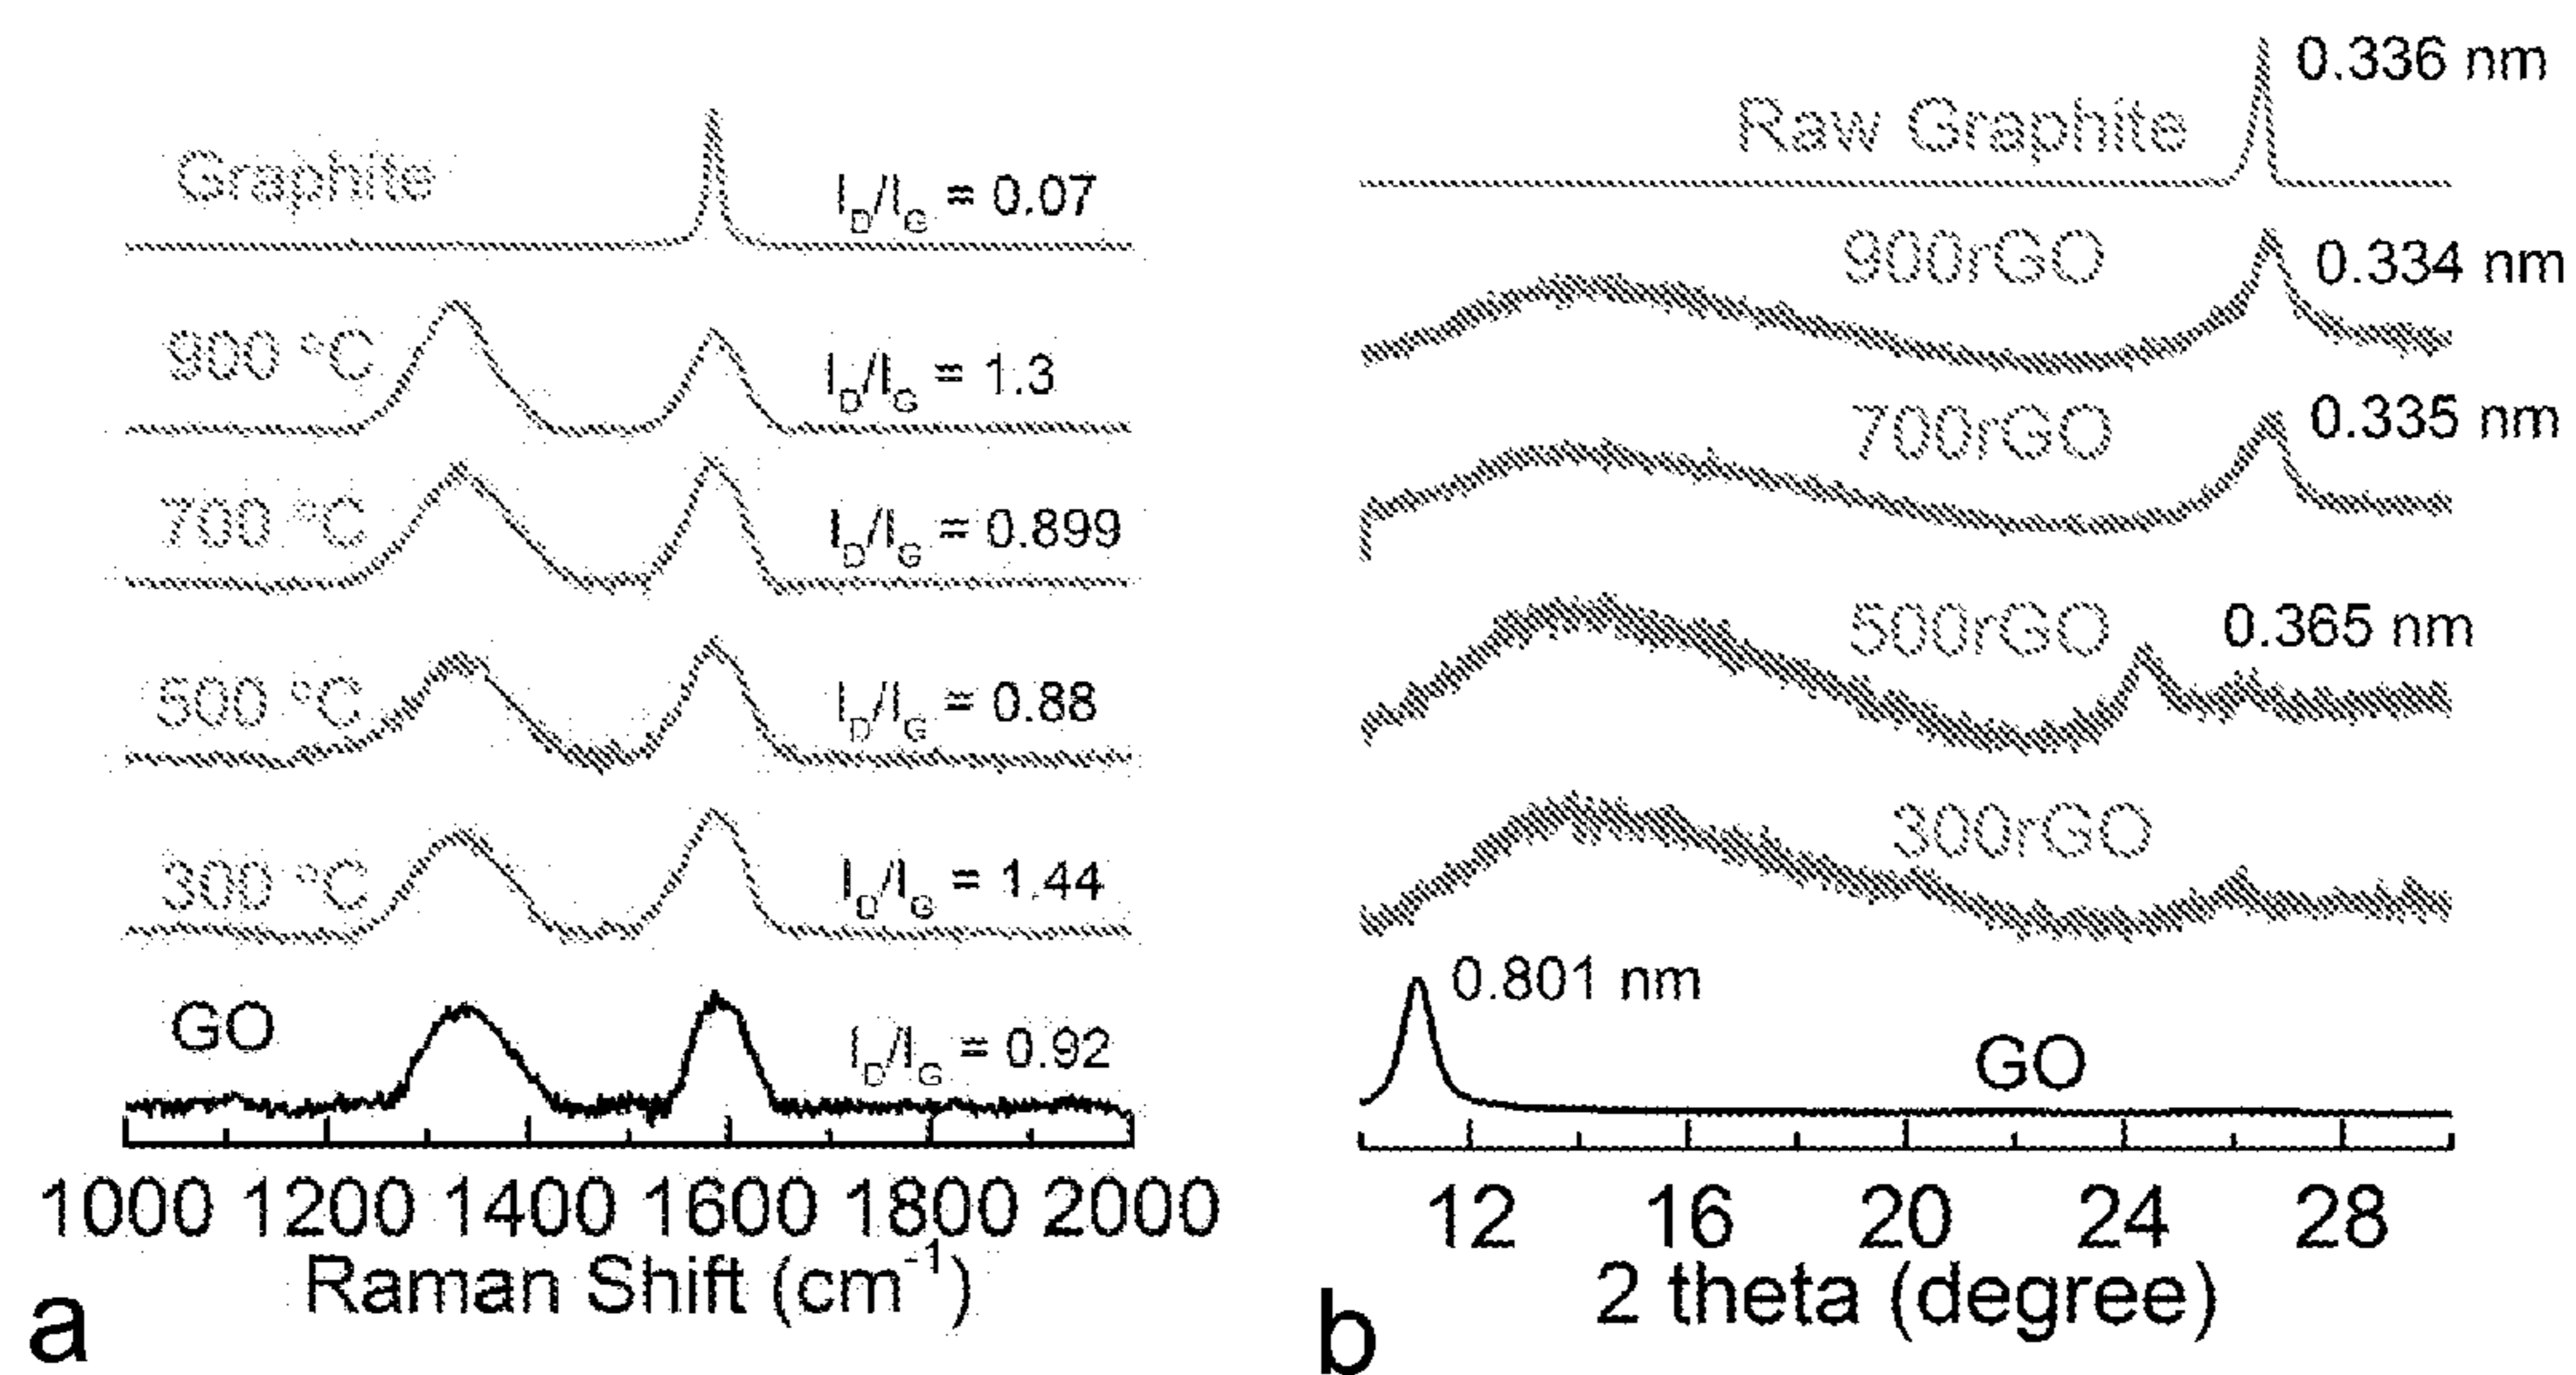 Graphite
I_D/I_G = 0.07
900 °C
I_D/I_G = 1.3
700 °C
I_D/I_G = 0.899
500 °C
I_D/I_G = 0.88
300 °C
I_D/I_G = 1.44
GO
I_D/I_G = 0.92
1000 1200 1400 1600 1800 2000
Raman Shift (cm⁻¹)
a
0.336 nm
Raw Graphite
900rGO
0.334 nm
700rGO
0.335 nm
500rGO
0.365 nm
300rGO
0.801 nm
GO
12 16 20 24 28
2 theta (degree)
b